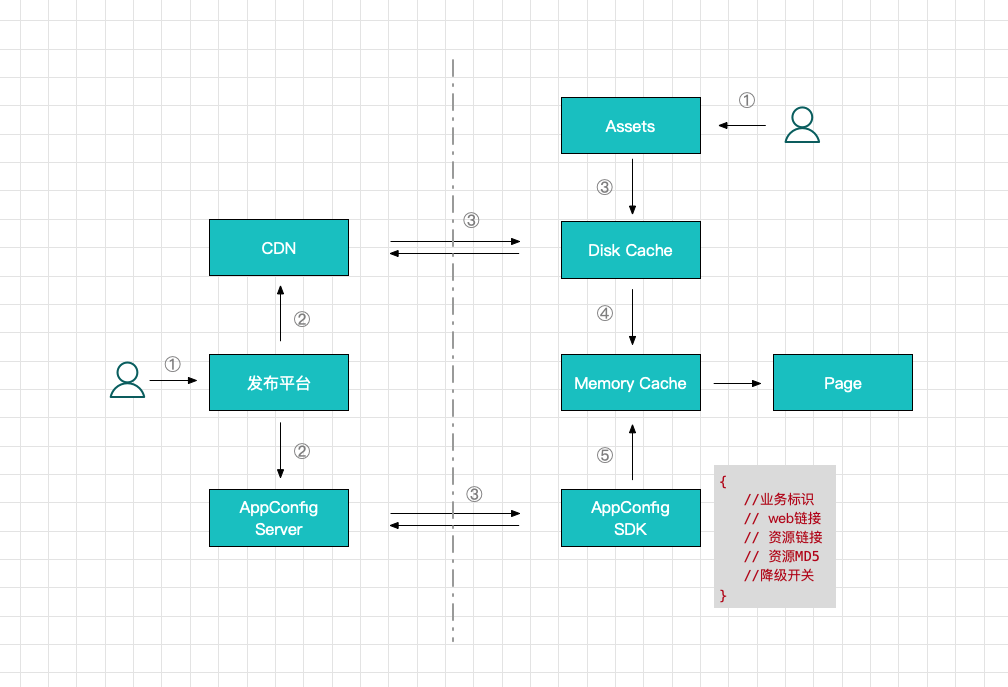 ①
Assets
③
③
CDN
Disk Cache
②
④
①
发布平台
Memory Cache
Page
②
⑤
③
AppConfig
Server
AppConfig
SDK
{
//业务标识
// web链接
// 资源链接
// 资源MD5
//降级开关
}